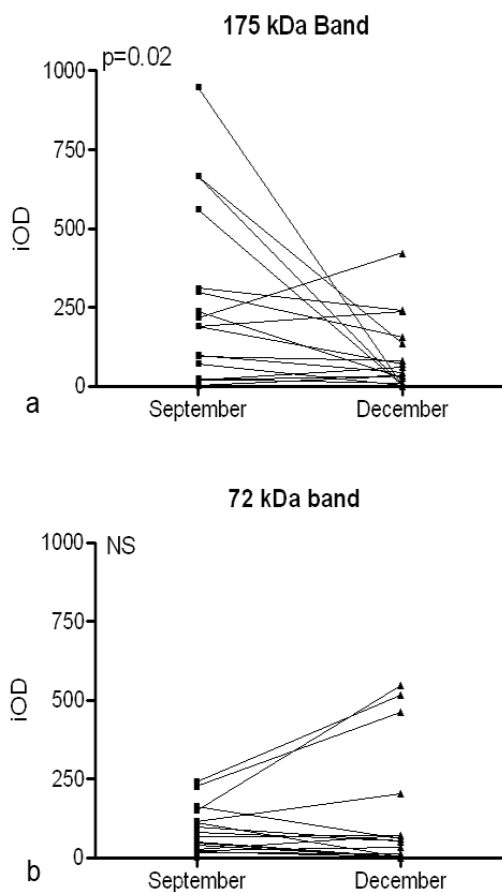 175 kDa Band
p=0.02
1000
750
500
250
0
iOD
September December
a
72 kDa band
NS
1000
750
500
250
0
iOD
September December
b